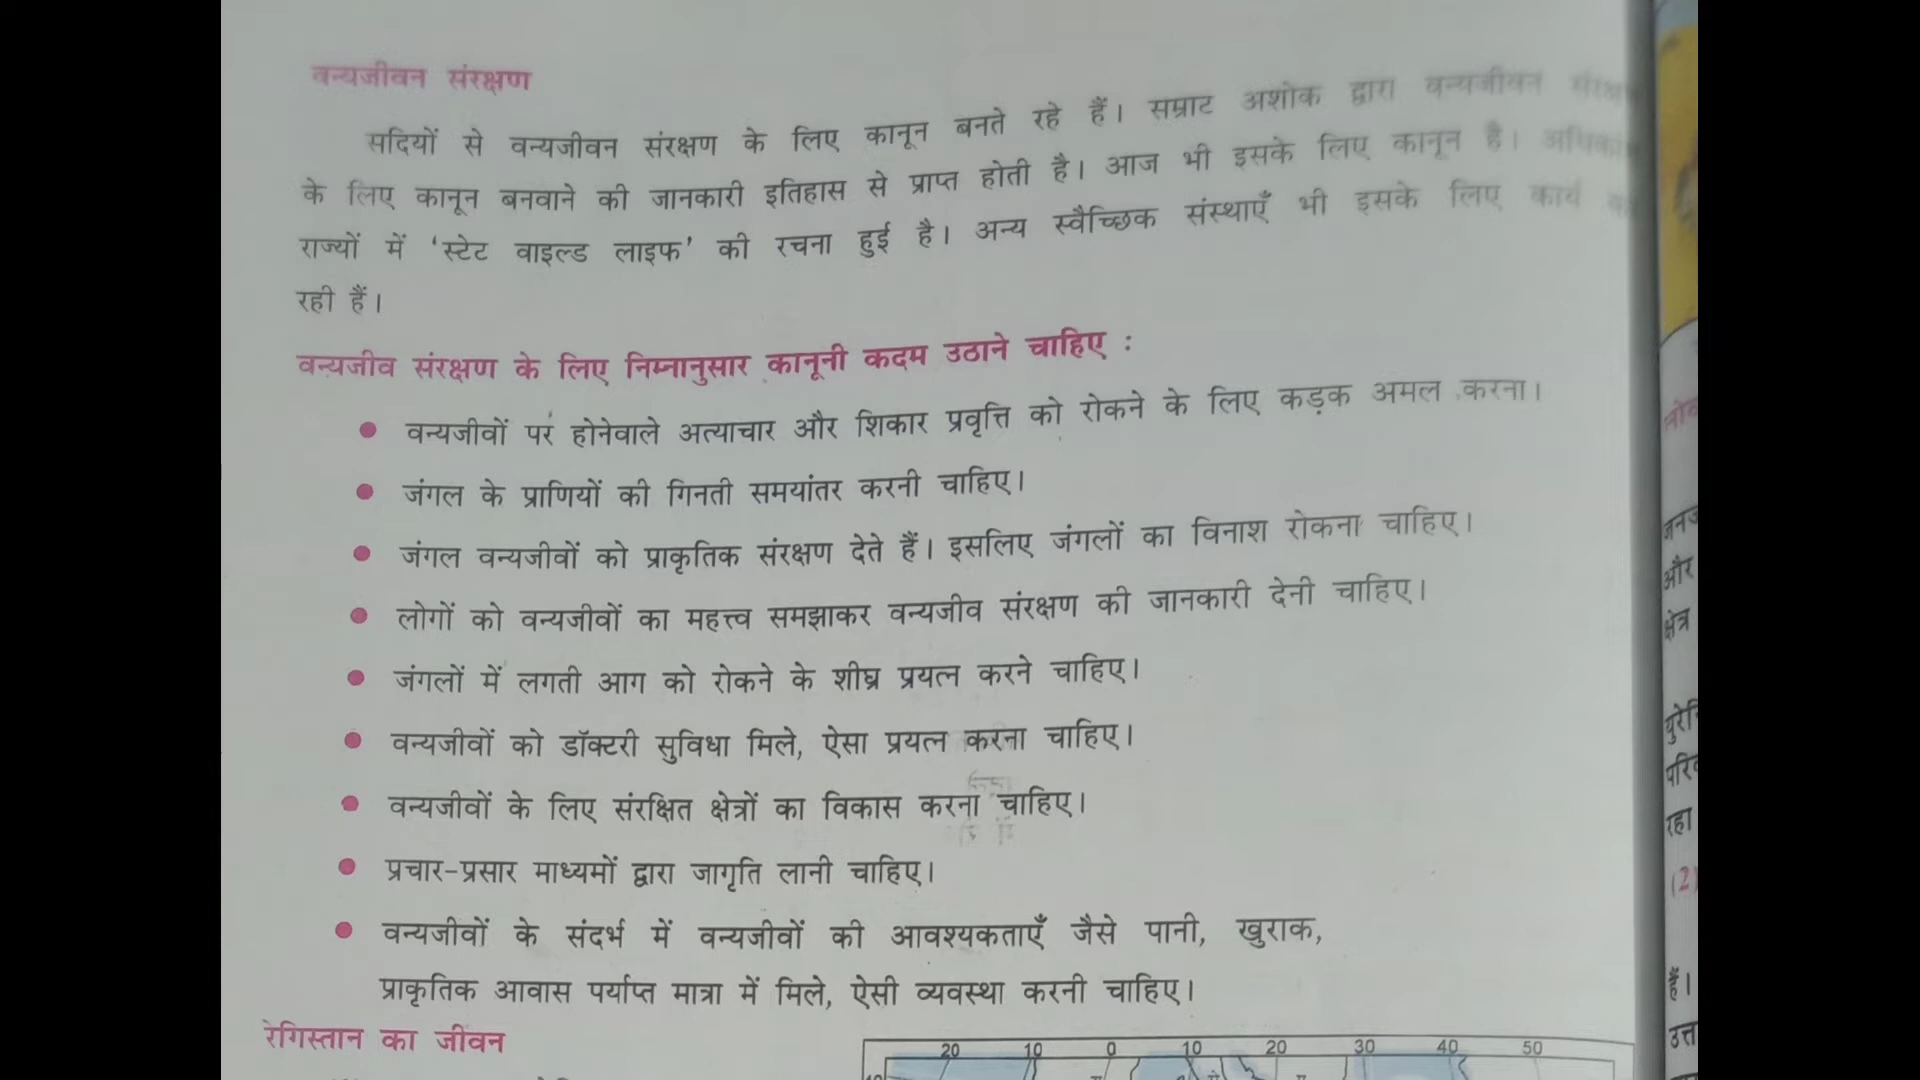 वन्यजीवन संरक्षण
सदियों से वन्यजीवन संरक्षण के लिए कानून बनते रहे हैं। सम्राट अशोक द्वारा वन्यजीवन
के लिए कानून बनवाने की जानकारी इतिहास से प्राप्त होती है। आज भी इसके लिए कानून है।
राज्यों में ‘स्टेट वाइल्ड लाइफ’ की रचना हुई है। अन्य स्वैच्छिक संस्थाएँ भी इसके लिए कार्य
रही हैं।
वन्यजीव संरक्षण के लिए निम्नानुसार कानूनी कदम उठाने चाहिए :
• वन्यजीवों पर होनेवाले अत्याचार और शिकार प्रवृत्ति को रोकने के लिए कड़क अमल करना।
• जंगल के प्राणियों की गिनती समयांतर करनी चाहिए।
• जंगल वन्यजीवों को प्राकृतिक संरक्षण देते हैं। इसलिए जंगलों का विनाश रोकना चाहिए।
• लोगों को वन्यजीवों का महत्त्व समझाकर वन्यजीव संरक्षण की जानकारी देनी चाहिए।
• जंगलों में लगती आग को रोकने के शीघ्र प्रयत्न करने चाहिए।
• वन्यजीवों को डॉक्टरी सुविधा मिले, ऐसा प्रयत्न करना चाहिए।
• वन्यजीवों के लिए संरक्षित क्षेत्रों का विकास करना चाहिए।
• प्रचार-प्रसार माध्यमों द्वारा जागृति लानी चाहिए।
• वन्यजीवों के संदर्भ में वन्यजीवों की आवश्यकताएँ जैसे पानी, खुराक,
प्राकृतिक आवास पर्याप्त मात्रा में मिले, ऐसी व्यवस्था करनी चाहिए।
रेगिस्तान का जीवन
20 10 0 10 20 30 40 50
और
क्षेत्र
रहा
(2)
हैं।